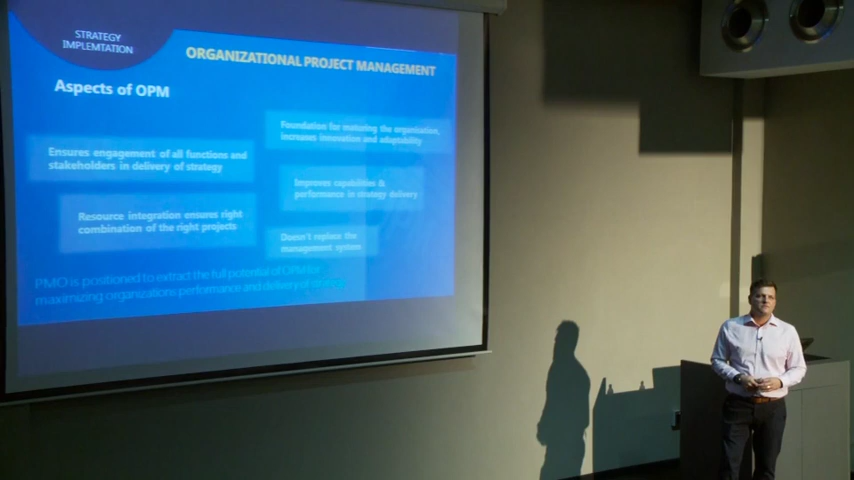 STRATEGY
IMPLEMTATION
ORGANIZATIONAL PROJECT MANAGEMENT
Aspects of OPM
Ensures engagement of all functions and
stakeholders in delivery of strategy
Resource integration ensures right
combination of the right projects
Foundation for maturing the organisation,
increases innovation and adaptability
Improves capabilities &
performance in strategy delivery
Doesn't replace the
management system
PMO is positioned to extract the full potential of OPM for
maximizing organizations performance and delivery of